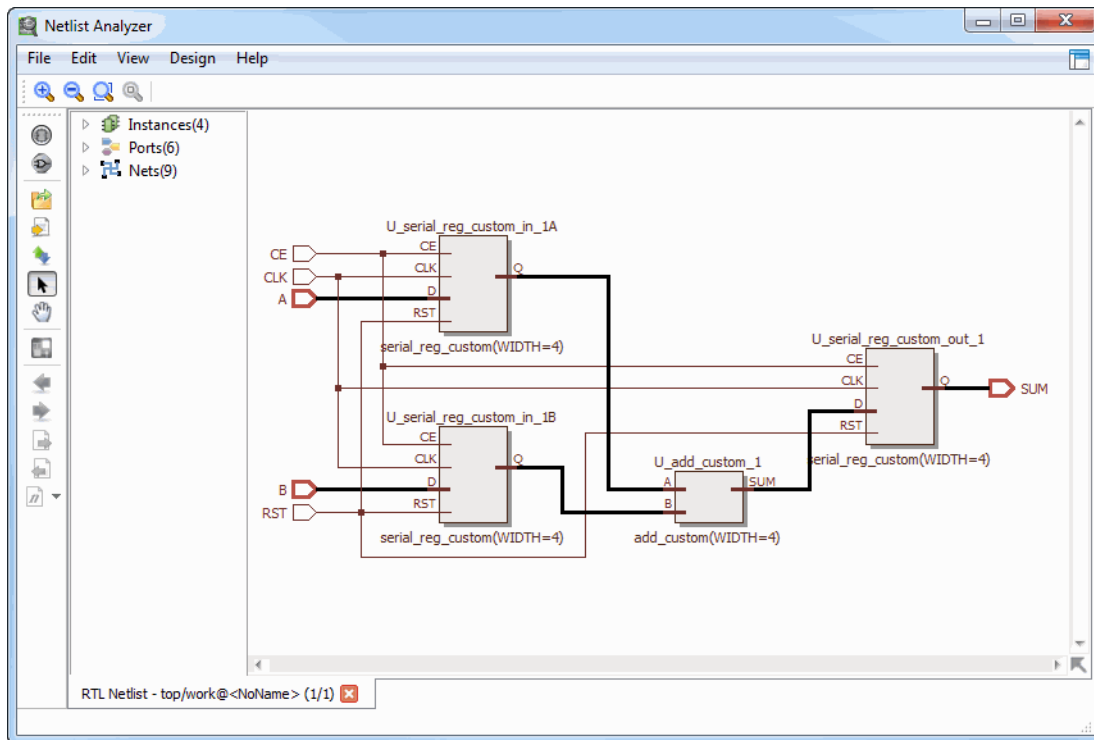 Netlist Analyzer
File Edit View Design Help
Instances(4)
Ports(6)
Nets(9)
U_serial_reg_custom_in_1A
CE
CE
CLK
CLK
A
D
RST
Q
serial_reg_custom(WIDTH=4)
U_serial_reg_custom_out_1
CE
CLK
D
RST
Q
SUM
serial_reg_custom(WIDTH=4)
U_serial_reg_custom_in_1B
CE
CLK
B
D
RST
RST
Q
serial_reg_custom(WIDTH=4)
U_add_custom_1
A
B
SUM
add_custom(WIDTH=4)
RTL Netlist - top/work@<NoName> (1/1)